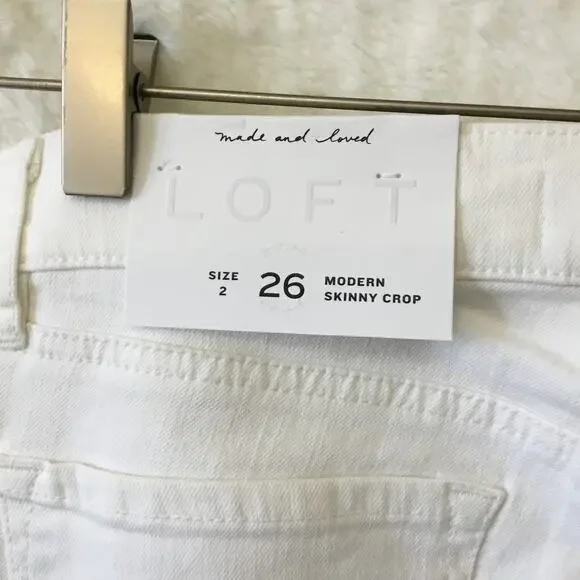 made and loved
LOFT
SIZE
2
26
MODERN
SKINNY CROP